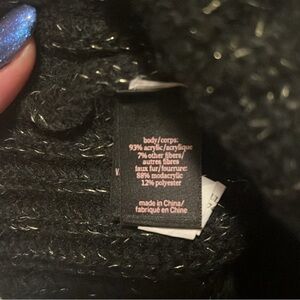 body/corps:
93% acrylic/acrylique
7% other fibers/
autres fibres
faux fur/fourrure:
88% modacrylic
12% polyester
made in China/
fabriqué en Chine